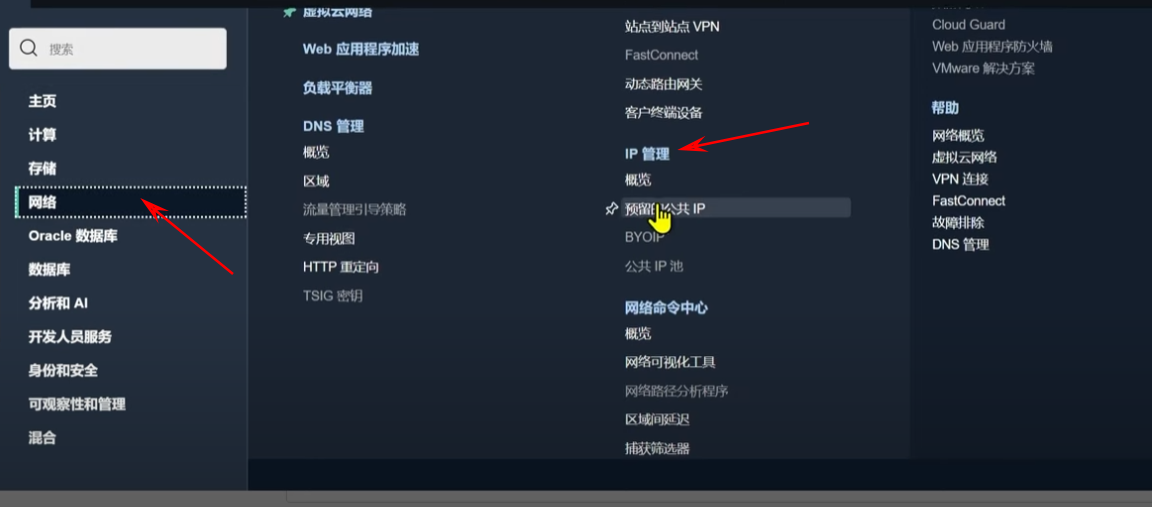 搜索
主页
计算
存储
网络
Oracle 数据库
数据库
分析和 AI
开发人员服务
身份和安全
可观察性和管理
混合
虚拟云网络
Web 应用程序加速
负载平衡器
DNS 管理
概览
区域
流量管理引导策略
专用视图
HTTP 重定向
TSIG 密钥
站点到站点 VPN
FastConnect
动态路由网关
客户终端设备
IP 管理
概览
预留的公共 IP
BYOIP
公共 IP 池
网络命令中心
概览
网络可视化工具
网络路径分析程序
区域间延迟
捕获筛选器
Cloud Guard
Web 应用程序防火墙
VMware 解决方案
帮助
网络概览
虚拟云网络
VPN 连接
FastConnect
故障排除
DNS 管理